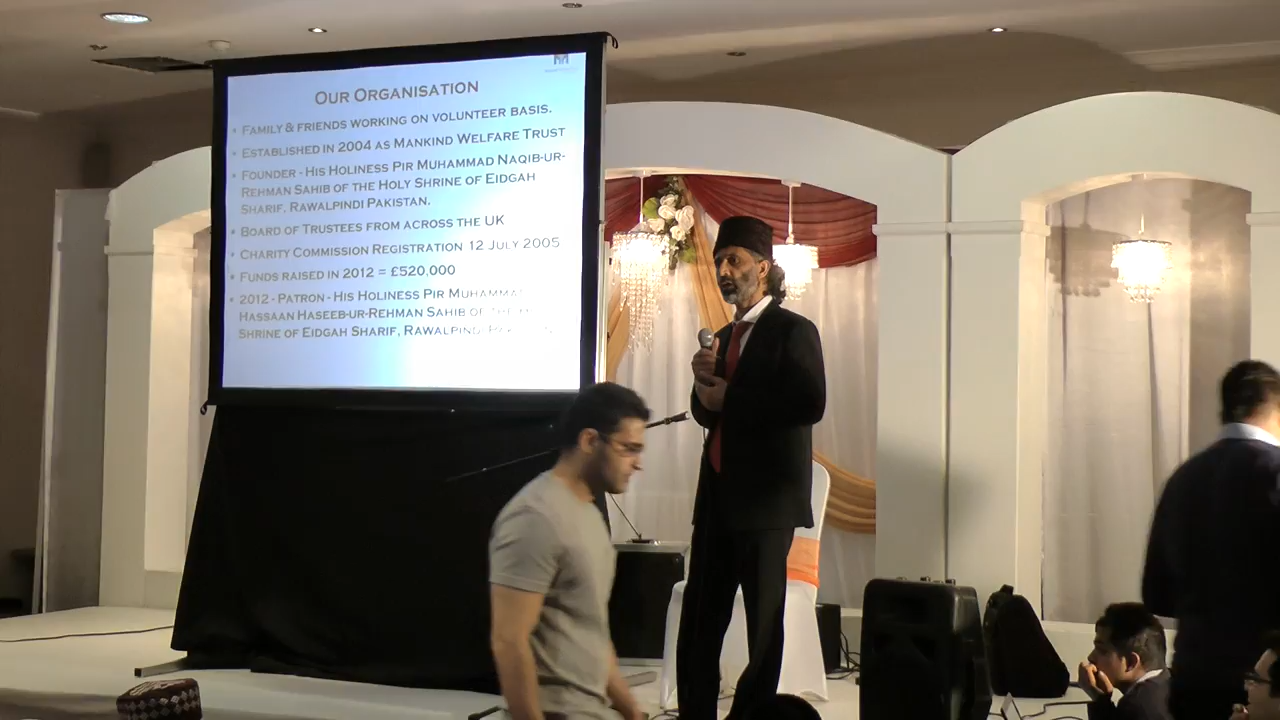 OUR ORGANISATION
• FAMILY & FRIENDS WORKING ON VOLUNTEER BASIS.
• ESTABLISHED IN 2004 AS MANKIND WELFARE TRUST
• FOUNDER - HIS HOLINESS PIR MUHAMMAD NAQIB-UR-
REHMAN SAHIB OF THE HOLY SHRINE OF EIDGAH
SHARIF, RAWALPINDI PAKISTAN.
• BOARD OF TRUSTEES FROM ACROSS THE UK
• CHARITY COMMISSION REGISTRATION 12 JULY 2005
• FUNDS RAISED IN 2012 = £520,000
• 2012 - PATRON - HIS HOLINESS PIR MUHAMMAD
HASSAAN HASEEB-UR-REHMAN SAHIB OF THE
SHRINE OF EIDGAH SHARIF, RAWALPINDI